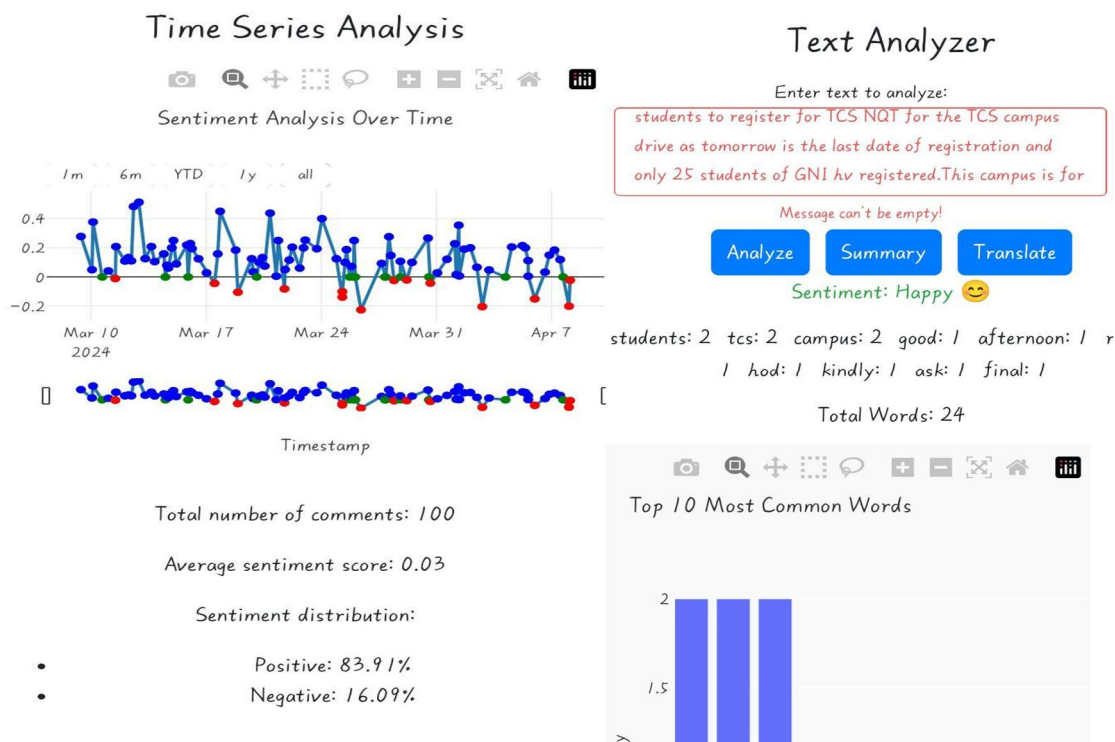 Time Series Analysis
Sentiment Analysis Over Time
1m 6m YTD 1y all
0.4
0.2
0
−0.2
Mar 10 Mar 17 Mar 24 Mar 31 Apr 7
2024
Timestamp
Total number of comments: 100
Average sentiment score: 0.03
Sentiment distribution:
• Positive: 83.91%
• Negative: 16.09%
Text Analyzer
Enter text to analyze:
students to register for TCS NQT for the TCS campus
drive as tomorrow is the last date of registration and
only 25 students of GNI hv registered.This campus is for
Message can't be empty!
Analyze Summary Translate
Sentiment: Happy 😊
students: 2 tcs: 2 campus: 2 good: 1 afternoon: 1
1 hod: 1 kindly: 1 ask: 1 final: 1
Total Words: 24
Top 10 Most Common Words
2
1.5